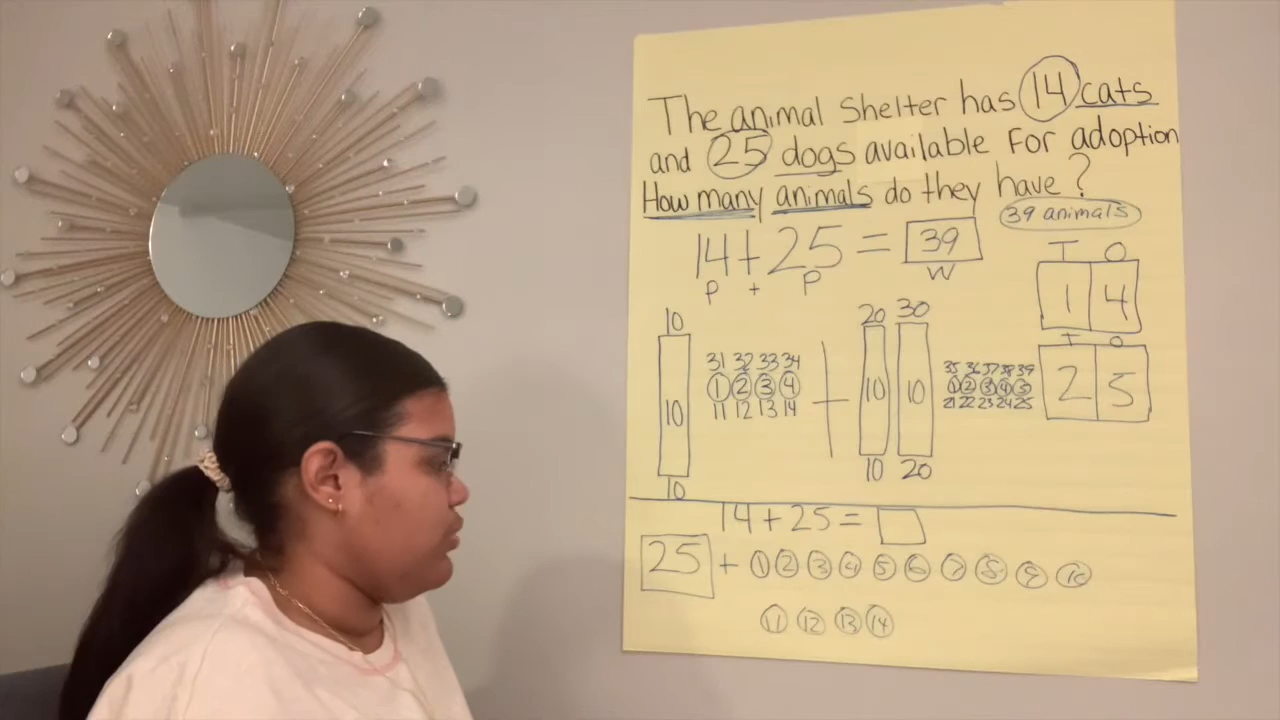 The animal shelter has 14 cats
and 25 dogs available for adoption
How many animals do they have?
39 animals
14 + 25 = 39
P + P W
T O
1 4
T O
2 5
10 20 30
31 32 33 34 35 36 37 38 39
10 1 2 3 4 + 10 10 1 2 3 4 5
11 12 13 14 21 22 23 24 25
10 10 20
14 + 25 =
25 + 1 2 3 4 5 6 7 8 9 10
11 12 13 14